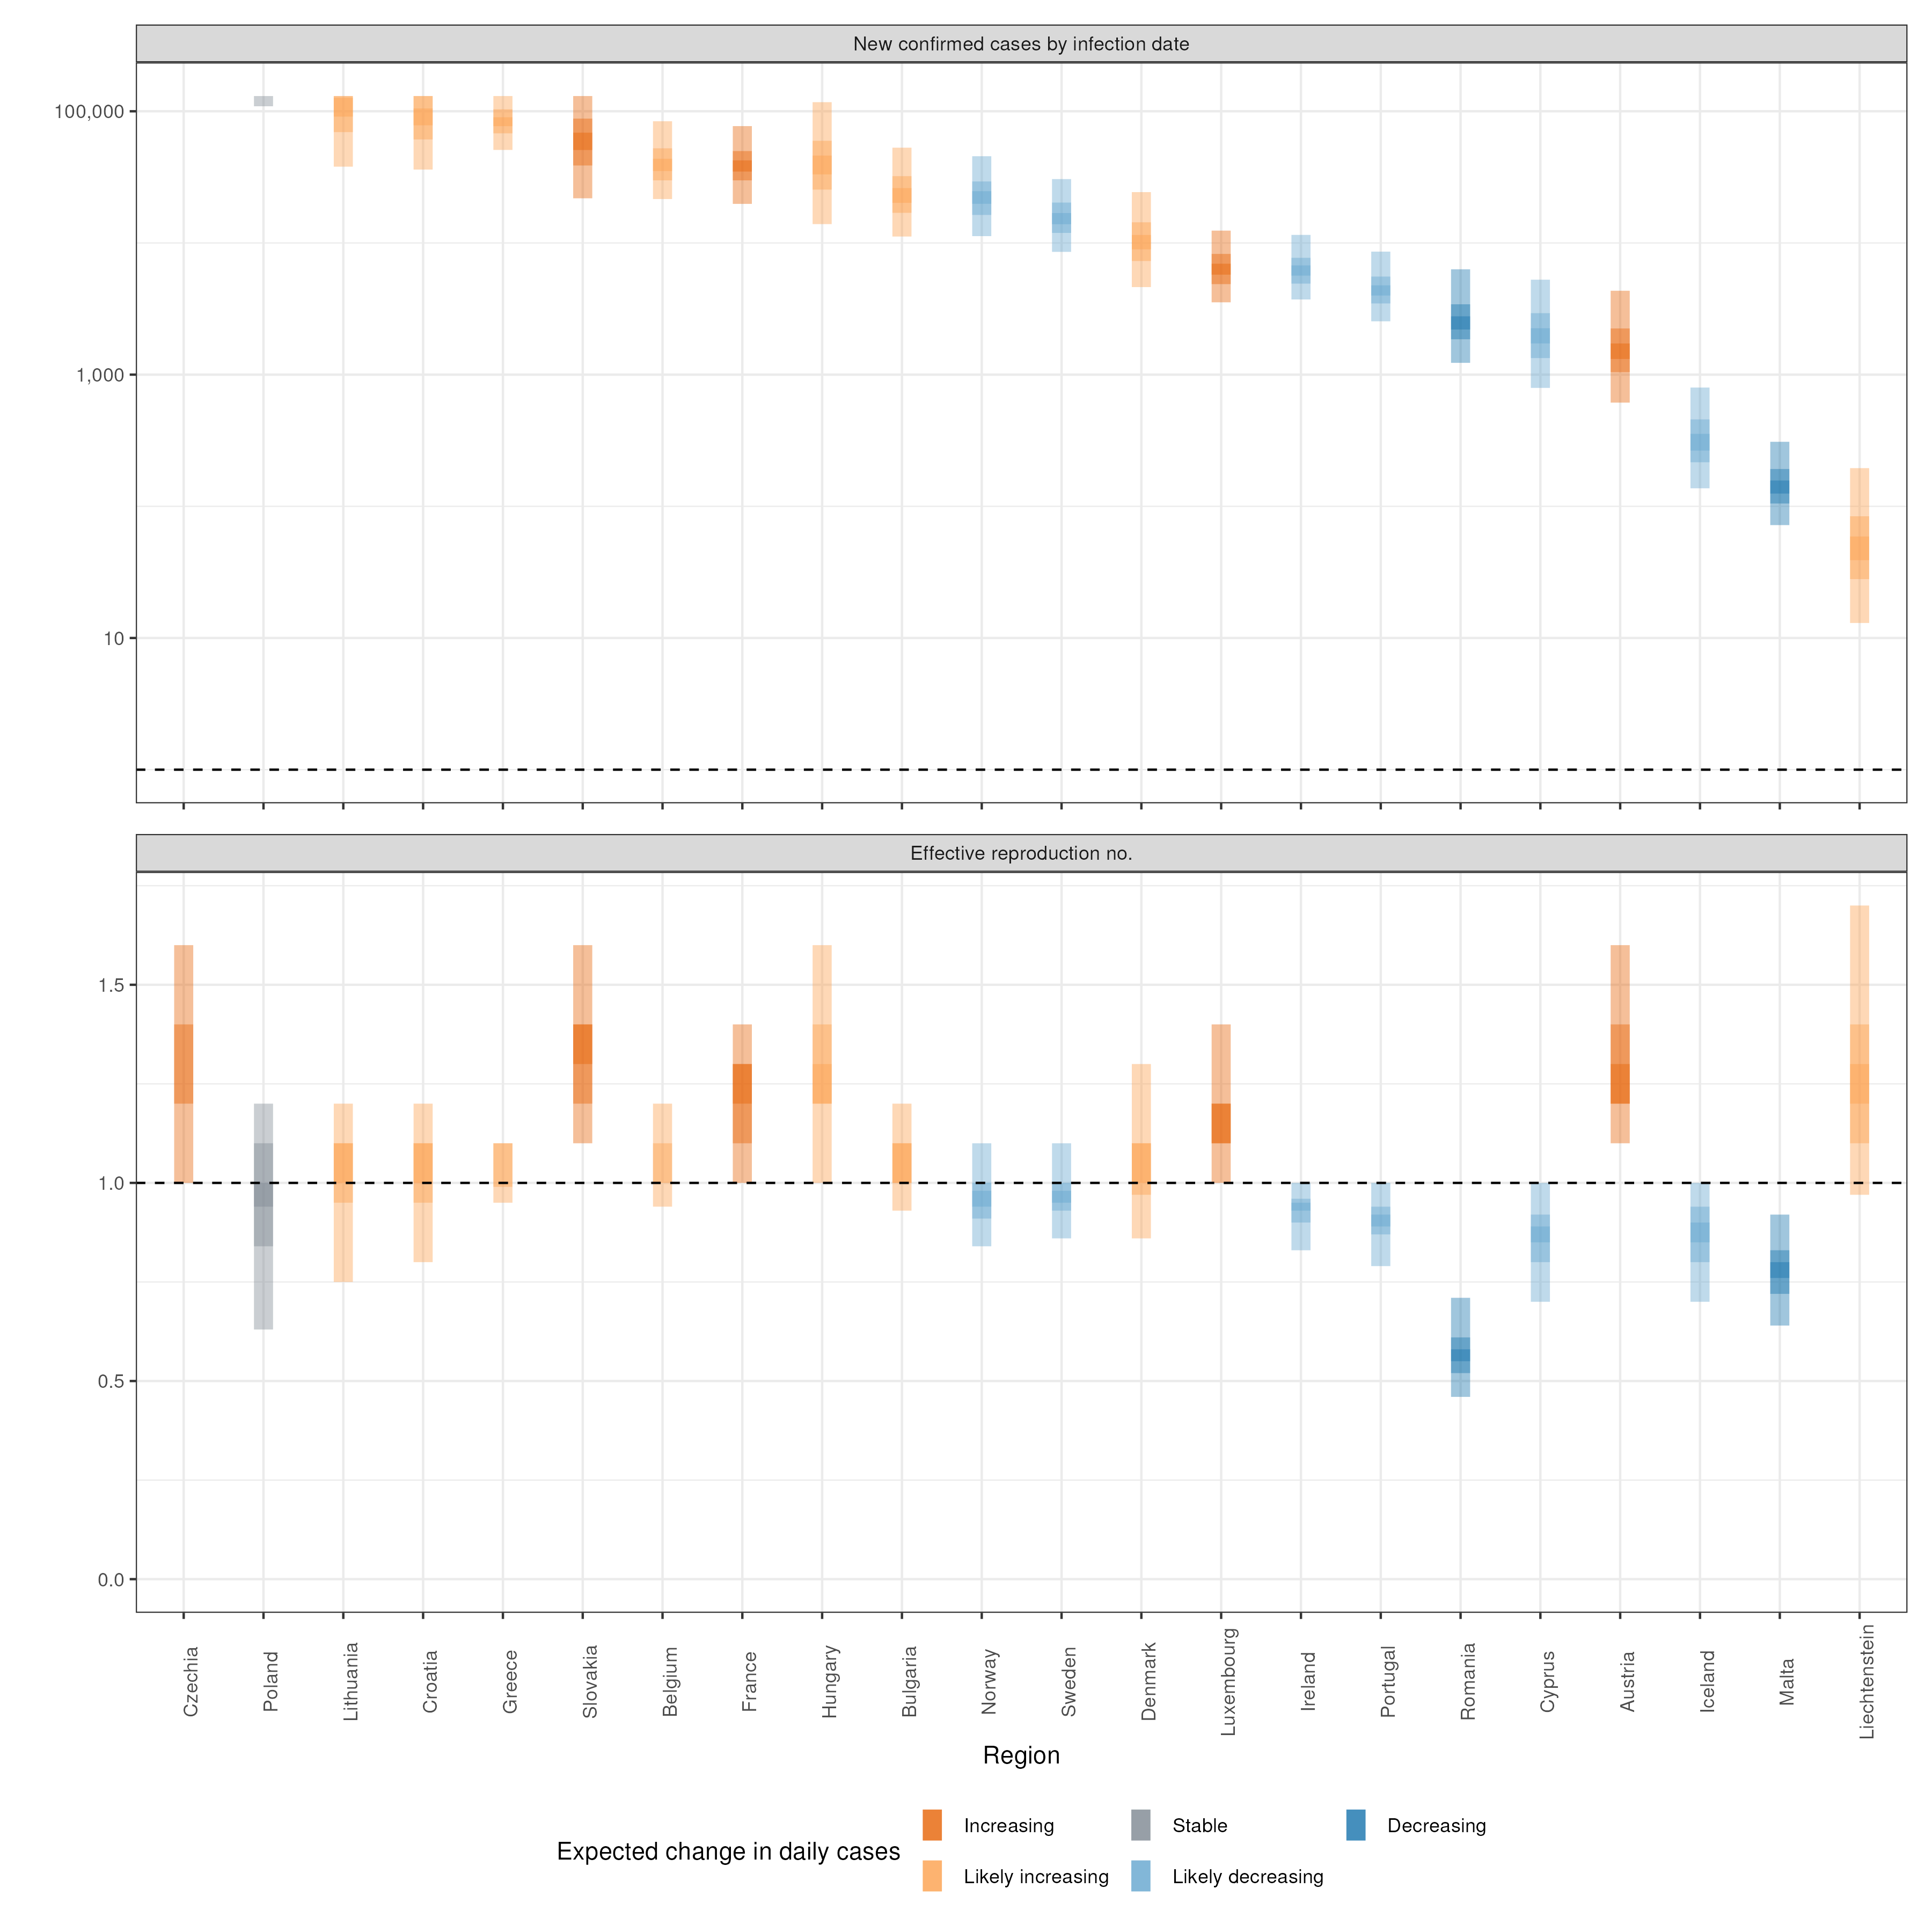 New confirmed cases by infection date
100,000
1,000
10
Effective reproduction no.
1.5
1.0
0.5
0.0
Czechia
Poland
Lithuania
Croatia
Greece
Slovakia
Belgium
France
Hungary
Bulgaria
Norway
Sweden
Denmark
Luxembourg
Ireland
Portugal
Romania
Cyprus
Austria
Iceland
Malta
Liechtenstein
Region
Expected change in daily cases
Increasing
Stable
Decreasing
Likely increasing
Likely decreasing